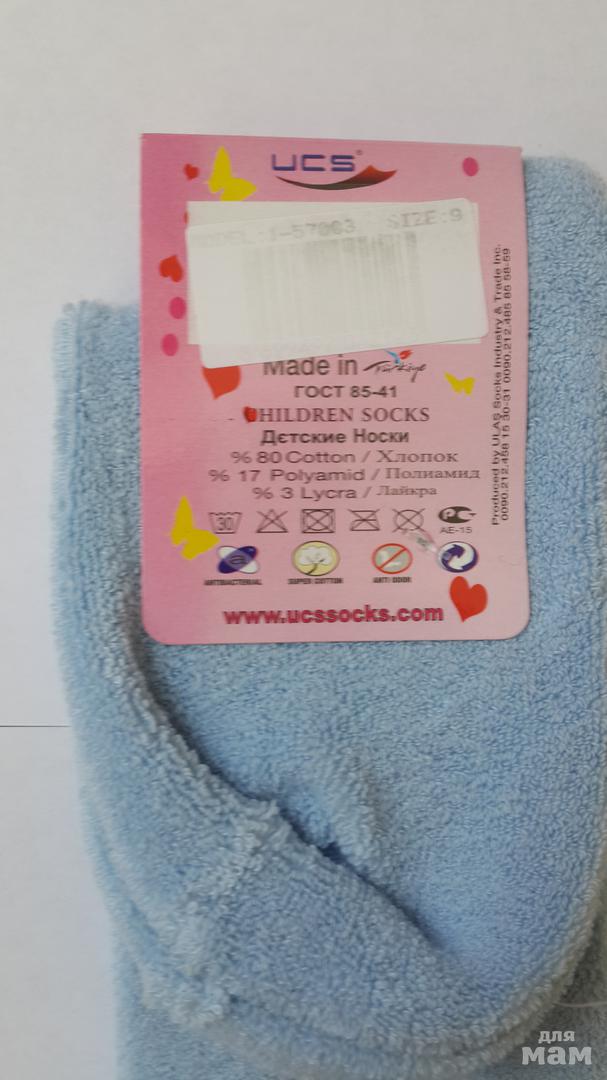 UCS®
MODEL:1-57003 SIZE:9
Made in Türkiye
ГОСТ 85-41
CHILDREN SOCKS
Детские Носки
% 80 Cotton / Хлопок
% 17 Polyamid / Полиамид
% 3 Lycra / Лайкра
30
AE-15
ANTIBACTERIAL SUPER COTTON ANTI ODOR
www.ucssocks.com
Produced by ULAS Socks Industry & Trade Inc.
0090.212.458 15 30-31 0090.212.485 85 58-59
для
мам